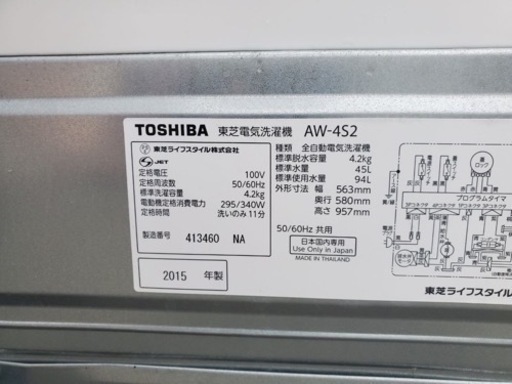 TOSHIBA 東芝電気洗濯機 AW-4S2
東芝ライフスタイル株式会社
JET
定格電圧 100V
定格周波数 50/60Hz
標準洗濯容量 4.2kg
電動機定格消費電力 295/340W
定格時間 洗いのみ 11分
製造番号 413460 NA
2015 年製
種類 全自動電気洗濯機
標準脱水容量 4.2kg
標準水量 45L
標準使用水量 94L
外形寸法 幅 563mm
奥行 580mm
高さ 957mm
50/60Hz 共用
日本国内専用
Use Only in Japan
MADE IN THAILAND
蓋
ロック
プログラムタイマ
東芝ライフスタイル